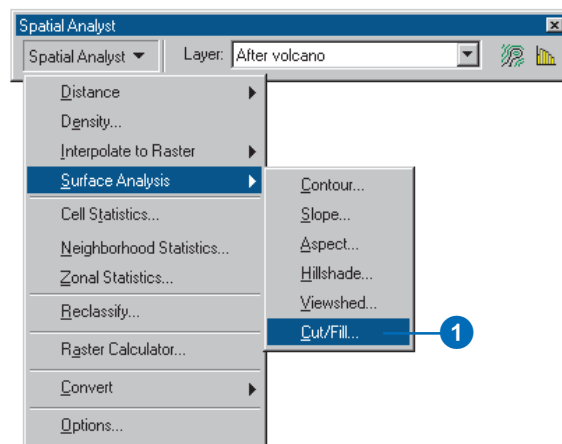 Spatial Analyst
Spatial Analyst Layer: After volcano
Distance
Density...
Interpolate to Raster
Surface Analysis
Cell Statistics...
Neighborhood Statistics...
Zonal Statistics...
Reclassify...
Raster Calculator...
Convert
Options...
Contour...
Slope...
Aspect...
Hillshade...
Viewshed...
Cut/Fill...
1